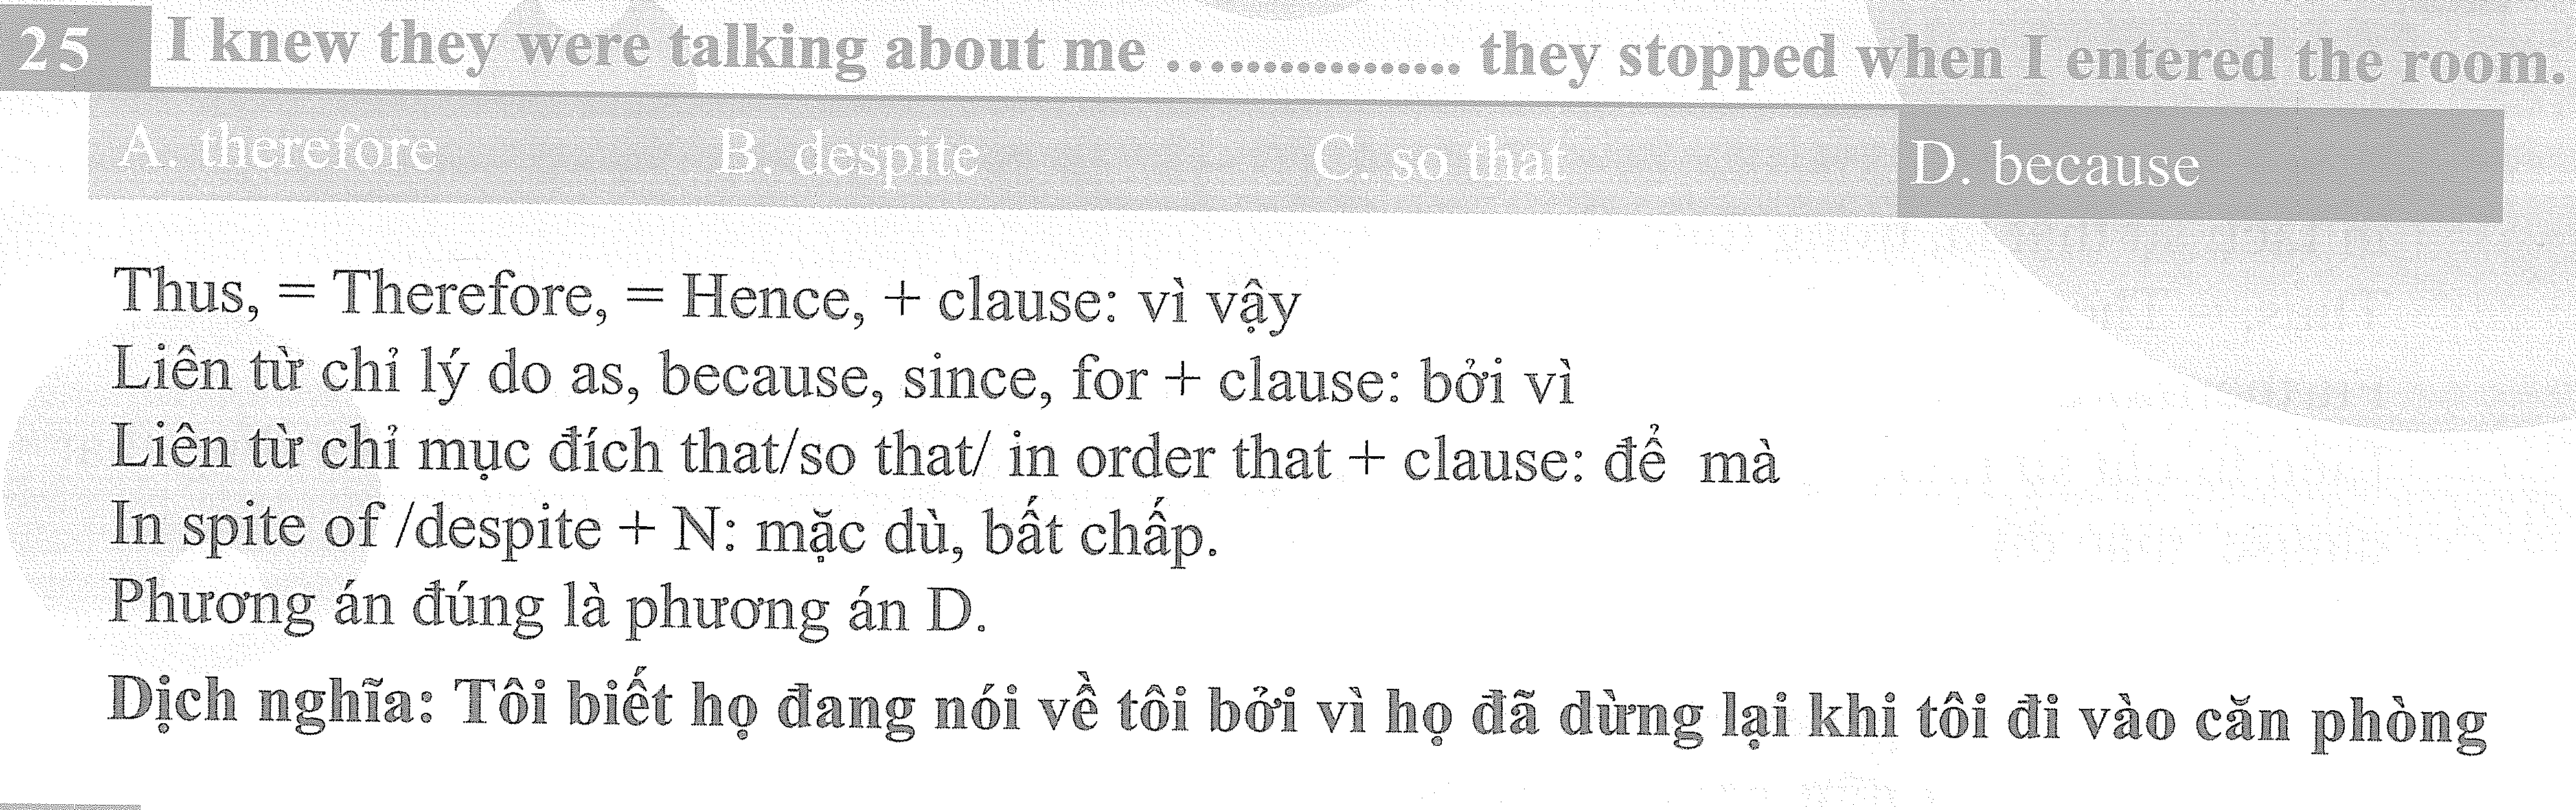 25 I knew they were talking about me .................. they stopped when I entered the room.
A. therefore B. despite C. so that D. because
Thus, = Therefore, = Hence, + clause: vì vậy
Liên từ chỉ lý do as, because, since, for + clause: bởi vì
Liên từ chỉ mục đích that/so that/ in order that + clause: để mà
In spite of /despite + N: mặc dù, bất chấp.
Phương án đúng là phương án D.
Dịch nghĩa: Tôi biết họ đang nói về tôi bởi vì họ đã dừng lại khi tôi đi vào căn phòng